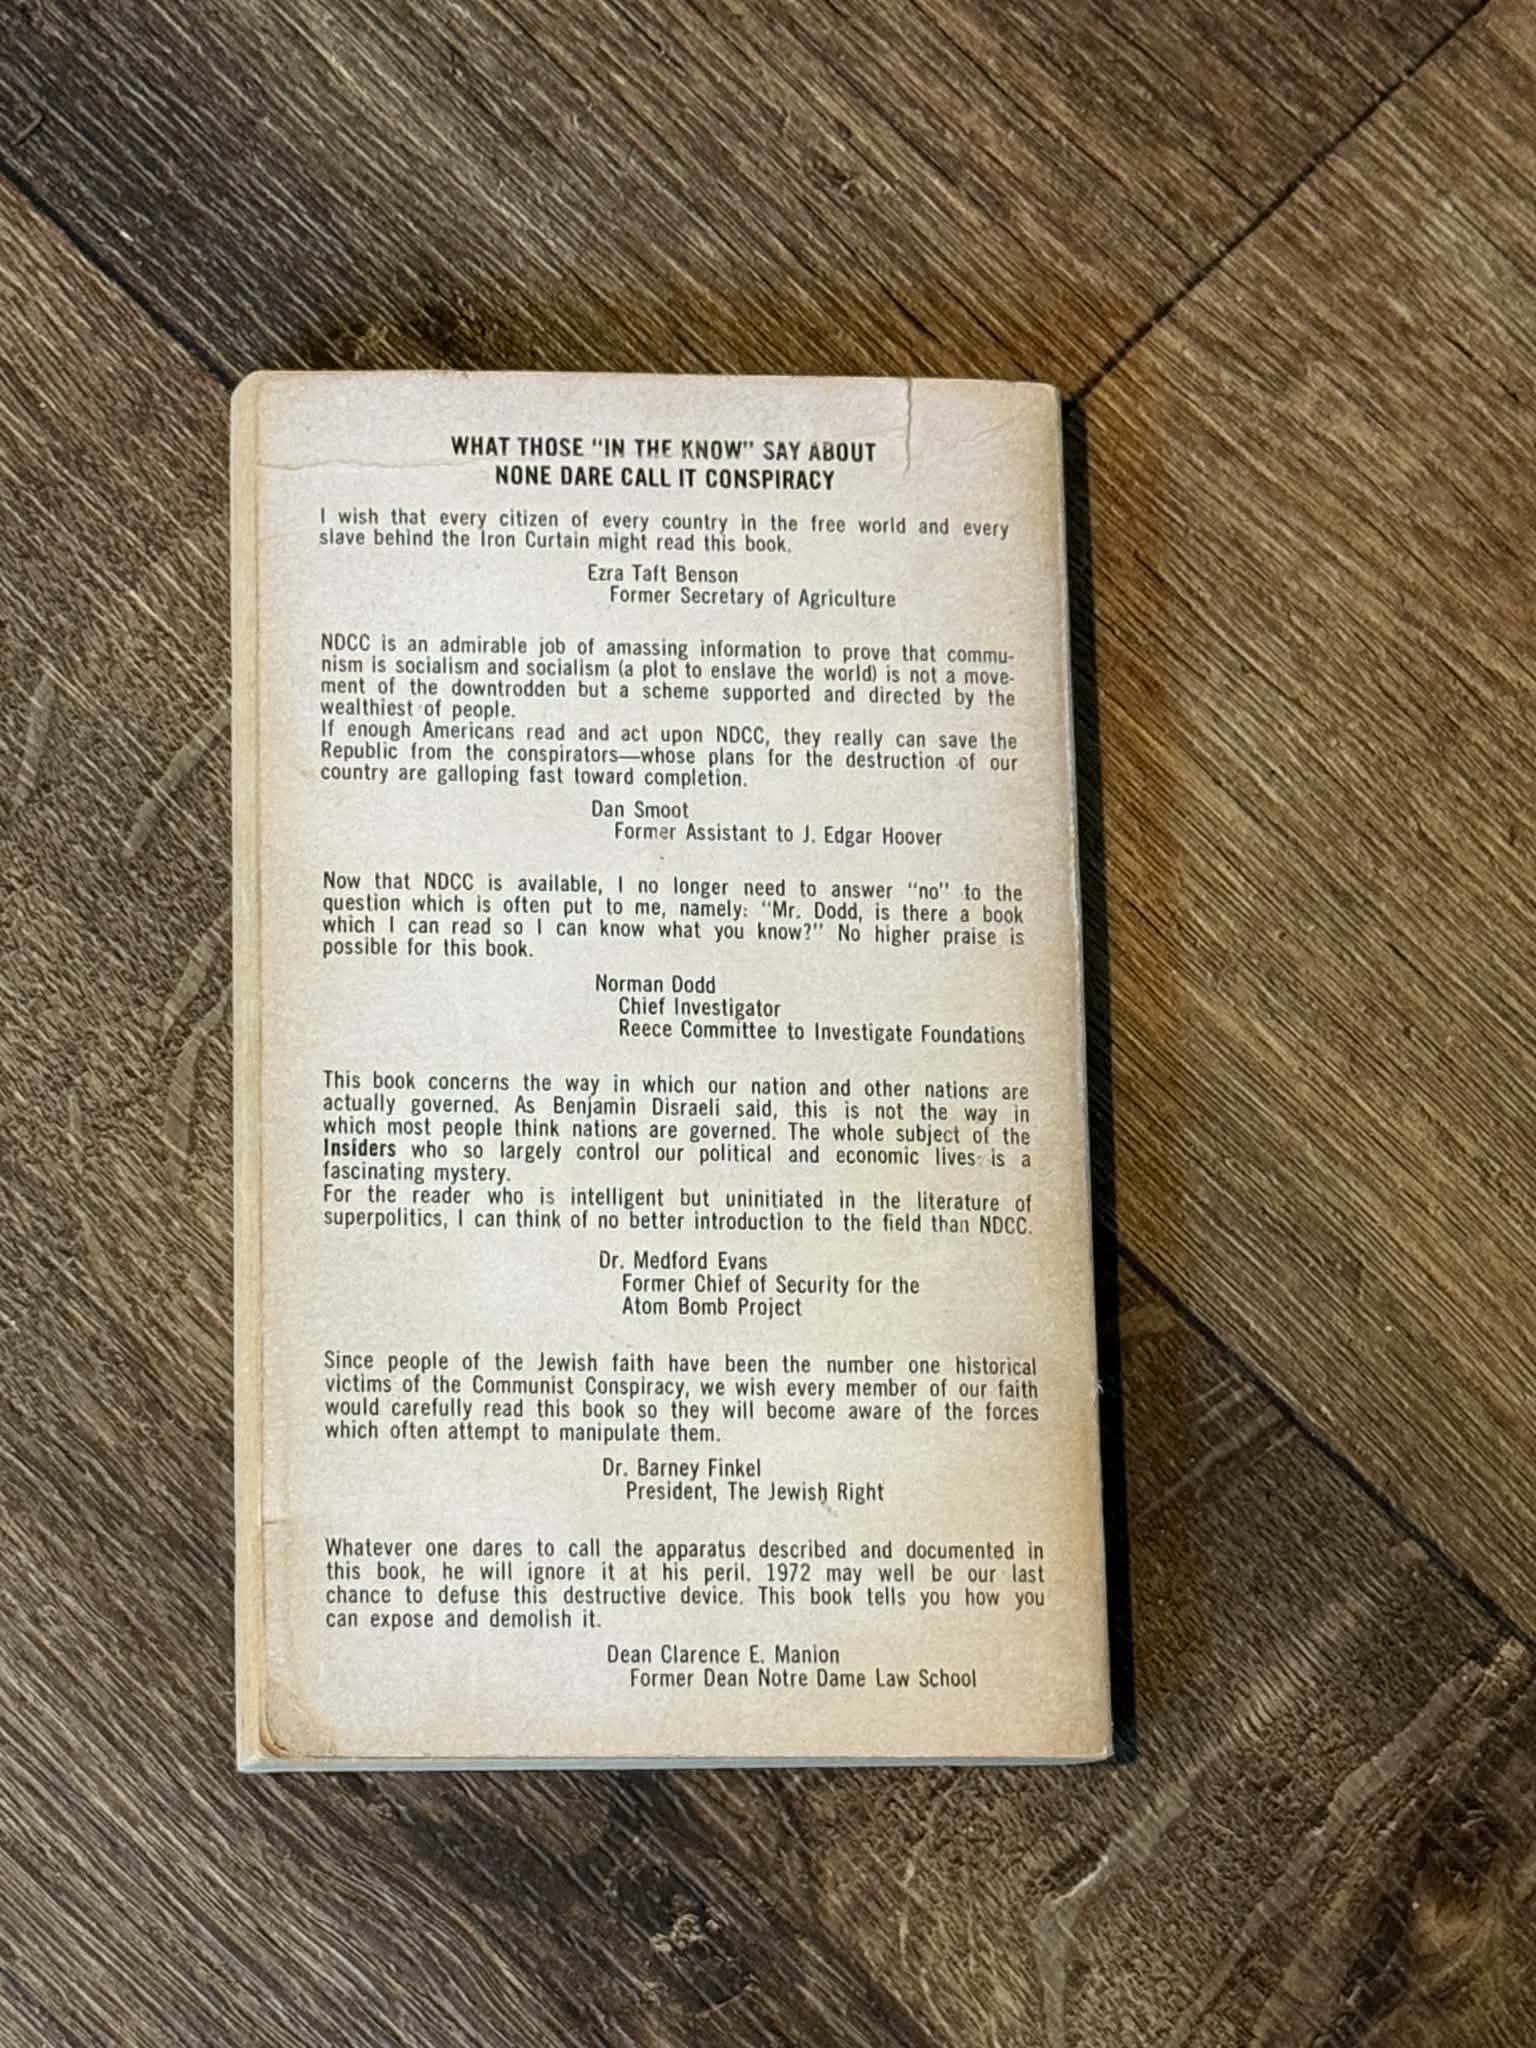 WHAT THOSE "IN THE KNOW" SAY ABOUT
NONE DARE CALL IT CONSPIRACY
I wish that every citizen of every country in the free world and every
slave behind the Iron Curtain might read this book.
Ezra Taft Benson
Former Secretary of Agriculture
NDCC is an admirable job of amassing information to prove that commu-
nism is socialism and socialism (a plot to enslave the world) is not a move-
ment of the downtrodden but a scheme supported and directed by the
wealthiest of people.
If enough Americans read and act upon NDCC, they really can save the
Republic from the conspirators—whose plans for the destruction of our
country are galloping fast toward completion.
Dan Smoot
Former Assistant to J. Edgar Hoover
Now that NDCC is available, I no longer need to answer "no" to the
question which is often put to me, namely: "Mr. Dodd, is there a book
which I can read so I can know what you know?" No higher praise is
possible for this book.
Norman Dodd
Chief Investigator
Reece Committee to Investigate Foundations
This book concerns the way in which our nation and other nations are
actually governed. As Benjamin Disraeli said, this is not the way in
which most people think nations are governed. The whole subject of the
Insiders who so largely control our political and economic lives is a
fascinating mystery.
For the reader who is intelligent but uninitiated in the literature of
superpolitics, I can think of no better introduction to the field than NDCC.
Dr. Medford Evans
Former Chief of Security for the
Atom Bomb Project
Since people of the Jewish faith have been the number one historical
victims of the Communist Conspiracy, we wish every member of our faith
would carefully read this book so they will become aware of the forces
which often attempt to manipulate them.
Dr. Barney Finkel
President, The Jewish Right
Whatever one dares to call the apparatus described and documented in
this book, he will ignore it at his peril. 1972 may well be our last
chance to defuse this destructive device. This book tells you how you
can expose and demolish it.
Dean Clarence E. Manion
Former Dean Notre Dame Law School